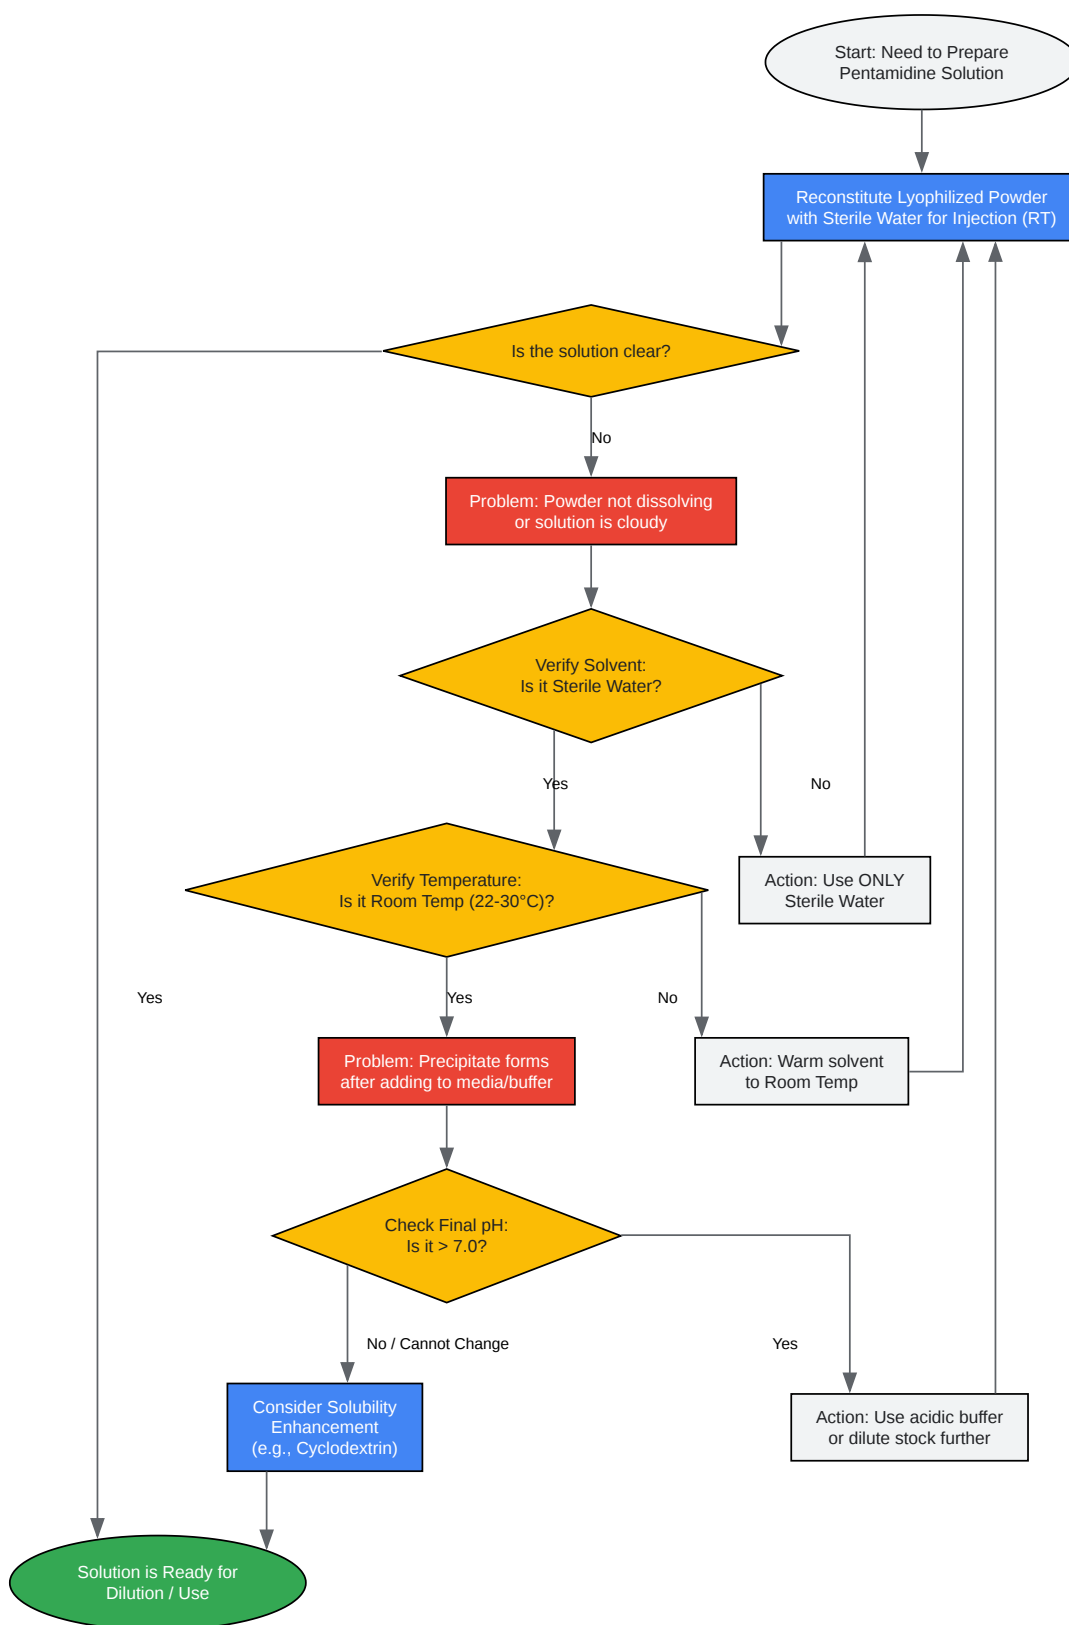 Start: Need to Prepare
Pentamidine Solution
Reconstitute Lyophilized Powder
with Sterile Water for Injection (RT)
Is the solution clear?
No
Problem: Powder not dissolving
or solution is cloudy
Verify Solvent:
Is it Sterile Water?
Yes
No
Verify Temperature:
Is it Room Temp (22-30°C)?
Action: Use ONLY
Sterile Water
Yes
Yes
No
Problem: Precipitate forms
after adding to media/buffer
Action: Warm solvent
to Room Temp
Check Final pH:
Is it > 7.0?
No / Cannot Change
Yes
Consider Solubility
Enhancement
(e.g., Cyclodextrin)
Action: Use acidic buffer
or dilute stock further
Solution is Ready for
Dilution / Use